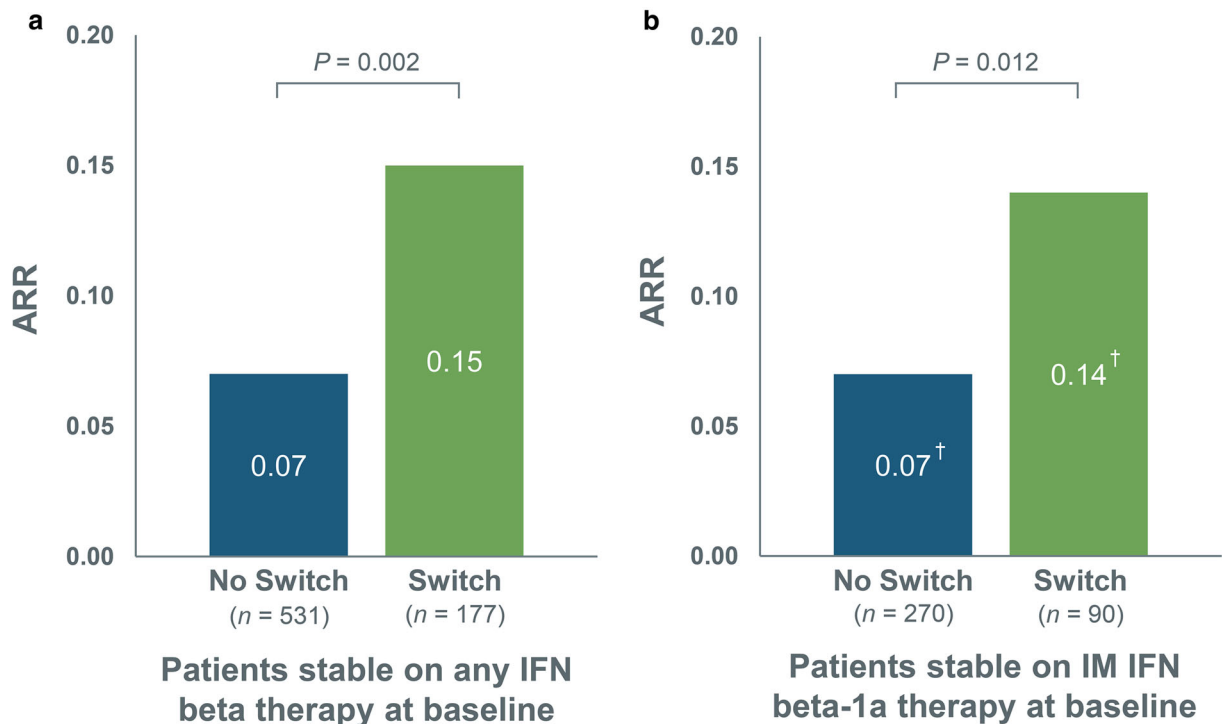 a
0.20
0.15
0.10
0.05
0.00
ARR
P = 0.002
0.07
0.15
No Switch
(n = 531)
Switch
(n = 177)
Patients stable on any IFN
beta therapy at baseline
b
0.20
0.15
0.10
0.05
0.00
ARR
P = 0.012
0.07†
0.14†
No Switch
(n = 270)
Switch
(n = 90)
Patients stable on IM IFN
beta-1a therapy at baseline